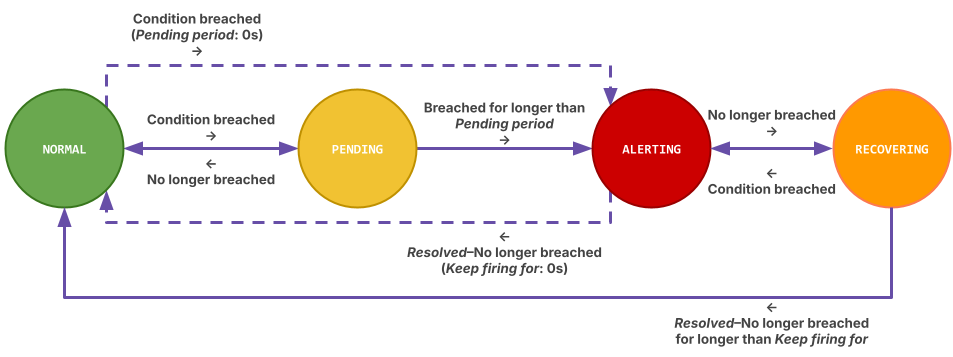 Condition breached
(Pending period: 0s)
→
Condition breached
→
←
No longer breached
Breached for longer than
Pending period
→
No longer breached
→
←
Condition breached
NORMAL
PENDING
ALERTING
RECOVERING
←
Resolved–No longer breached
(Keep firing for: 0s)
←
Resolved–No longer breached
for longer than Keep firing for